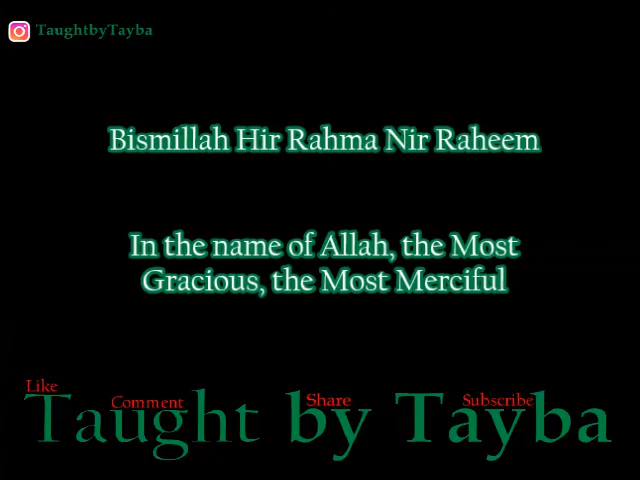 TaughtbyTayba
Bismillah Hir Rahma Nir Raheem
In the name of Allah, the Most
Gracious, the Most Merciful
Like
Comment
Share
Subscribe
Taught by Tayba